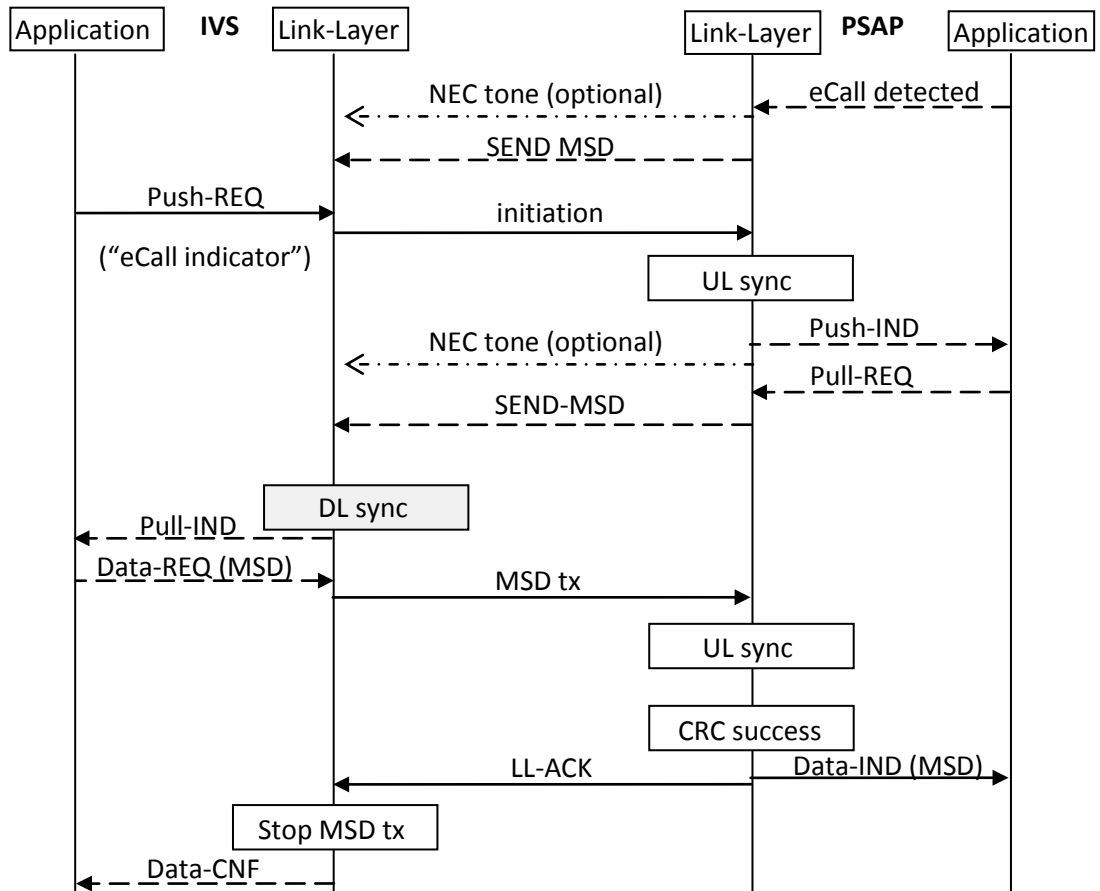 Application
IVS
Link-Layer
Link-Layer
PSAP
Application
NEC tone (optional)
eCall detected
SEND MSD
Push-REQ
initiation
(“eCall indicator”)
UL sync
Push-IND
NEC tone (optional)
Pull-REQ
SEND-MSD
DL sync
Pull-IND
Data-REQ (MSD)
MSD tx
UL sync
CRC success
LL-ACK
Data-IND (MSD)
Stop MSD tx
Data-CNF